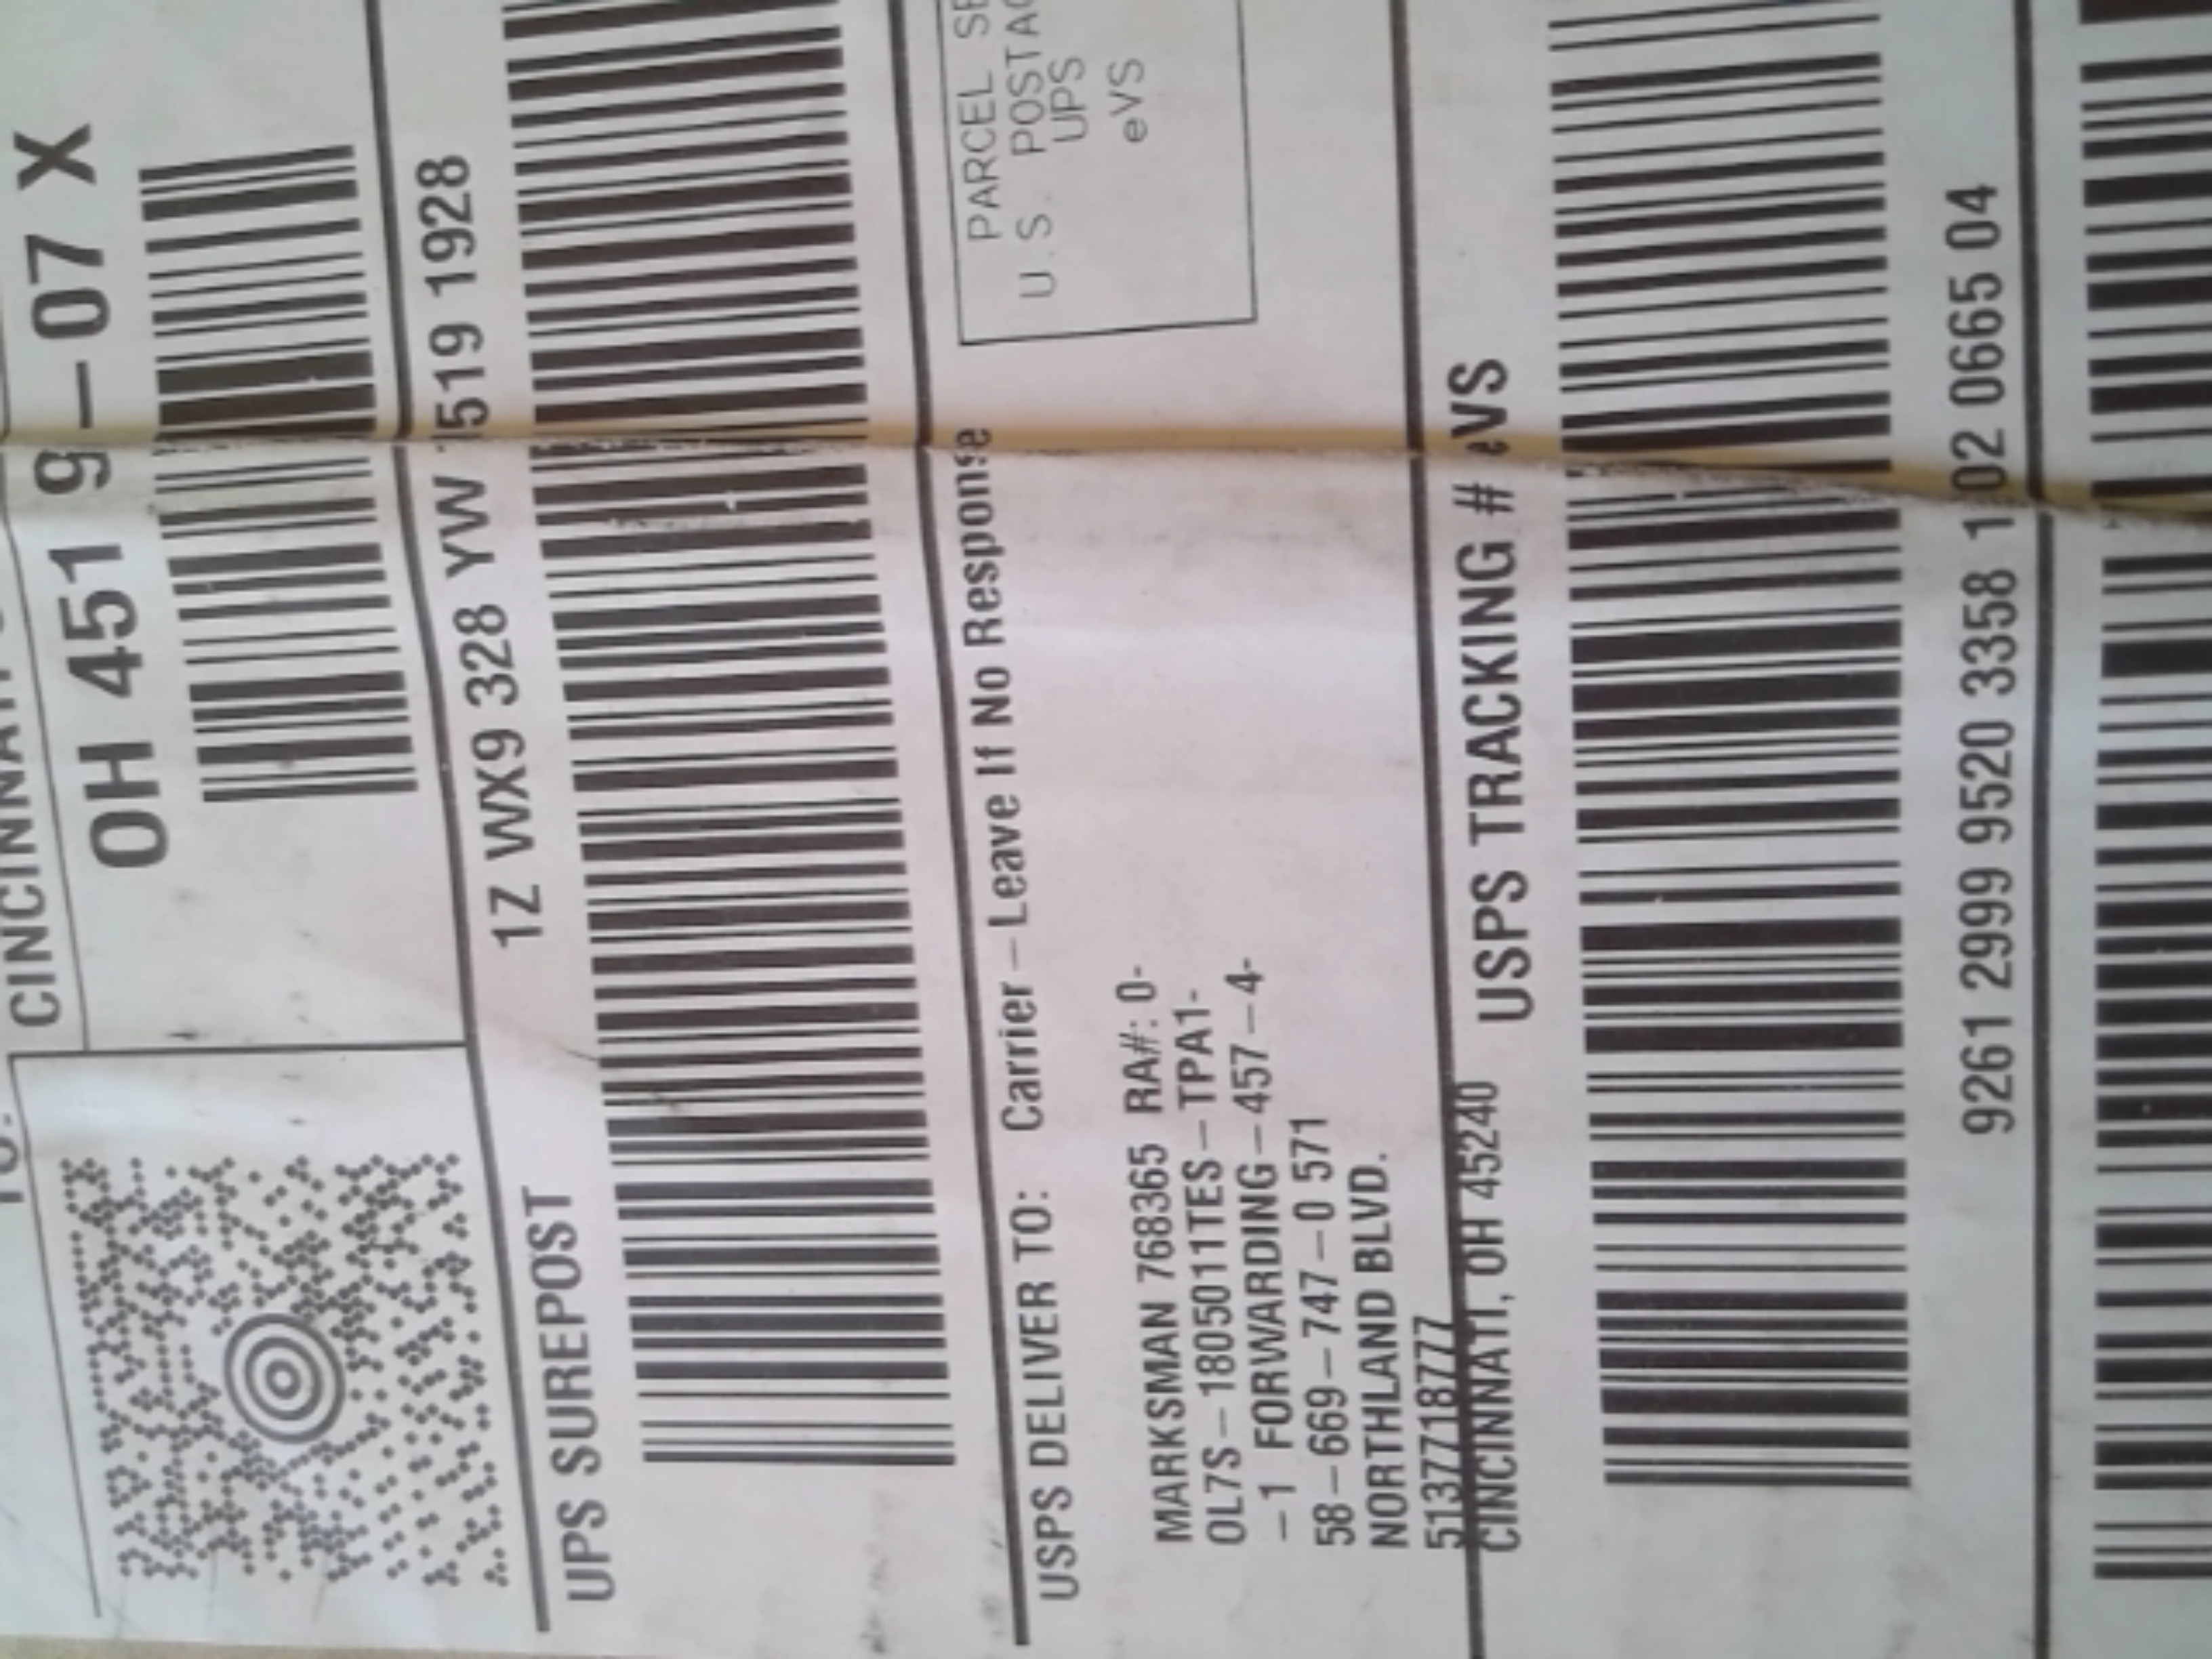 CINCINNATI
OH 451 9–07 X
UPS SUREPOST
1Z WX9 328 YW 1519 1928
USPS DELIVER TO:
Carrier – Leave If No Response
PARCEL
U.S. POSTAG
UPS
eVS
MARKSMAN 768365 RA#: 0-
OL7S–1805011TES–TPA1-
–1 FORWARDING–457–4-
58–669–747–0 571
NORTHLAND BLVD.
5137718777
CINCINNATI, OH 45240
USPS TRACKING # eVS
9261 2999 9520 3358 1 02 0665 04